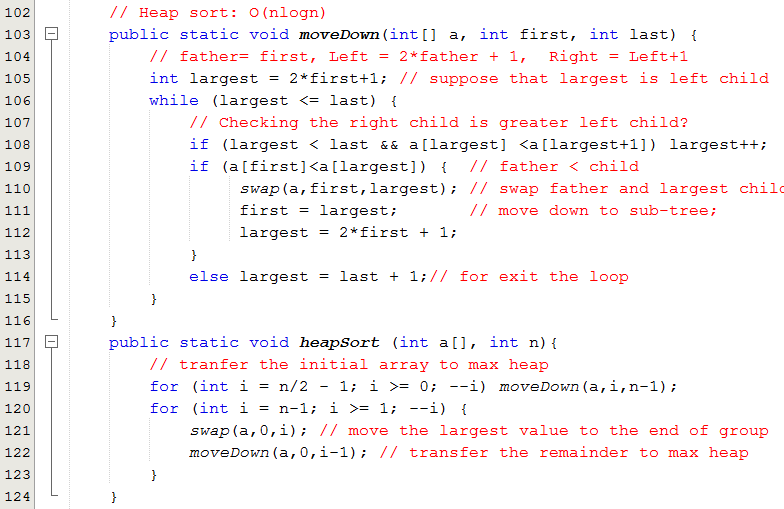 102 // Heap sort: O(nlogn)
103 public static void moveDown(int[] a, int first, int last) {
104 // father= first, Left = 2*father + 1,  Right = Left+1
105 int largest = 2*first+1; // suppose that largest is left child
106 while (largest <= last) {
107 // Checking the right child is greater left child?
108 if (largest < last && a[largest] <a[largest+1]) largest++;
109 if (a[first]<a[largest]) {  // father < child
110 swap(a,first,largest); // swap father and largest chil
111 first = largest;       // move down to sub-tree;
112 largest = 2*first + 1;
113 }
114 else largest = last + 1;// for exit the loop
115 }
116 }
117 public static void heapSort (int a[], int n){
118 // tranfer the initial array to max heap
119 for (int i = n/2 - 1; i >= 0; --i) moveDown(a,i,n-1);
120 for (int i = n-1; i >= 1; --i) {
121 swap(a,0,i); // move the largest value to the end of group
122 moveDown(a,0,i-1); // transfer the remainder to max heap
123 }
124 }